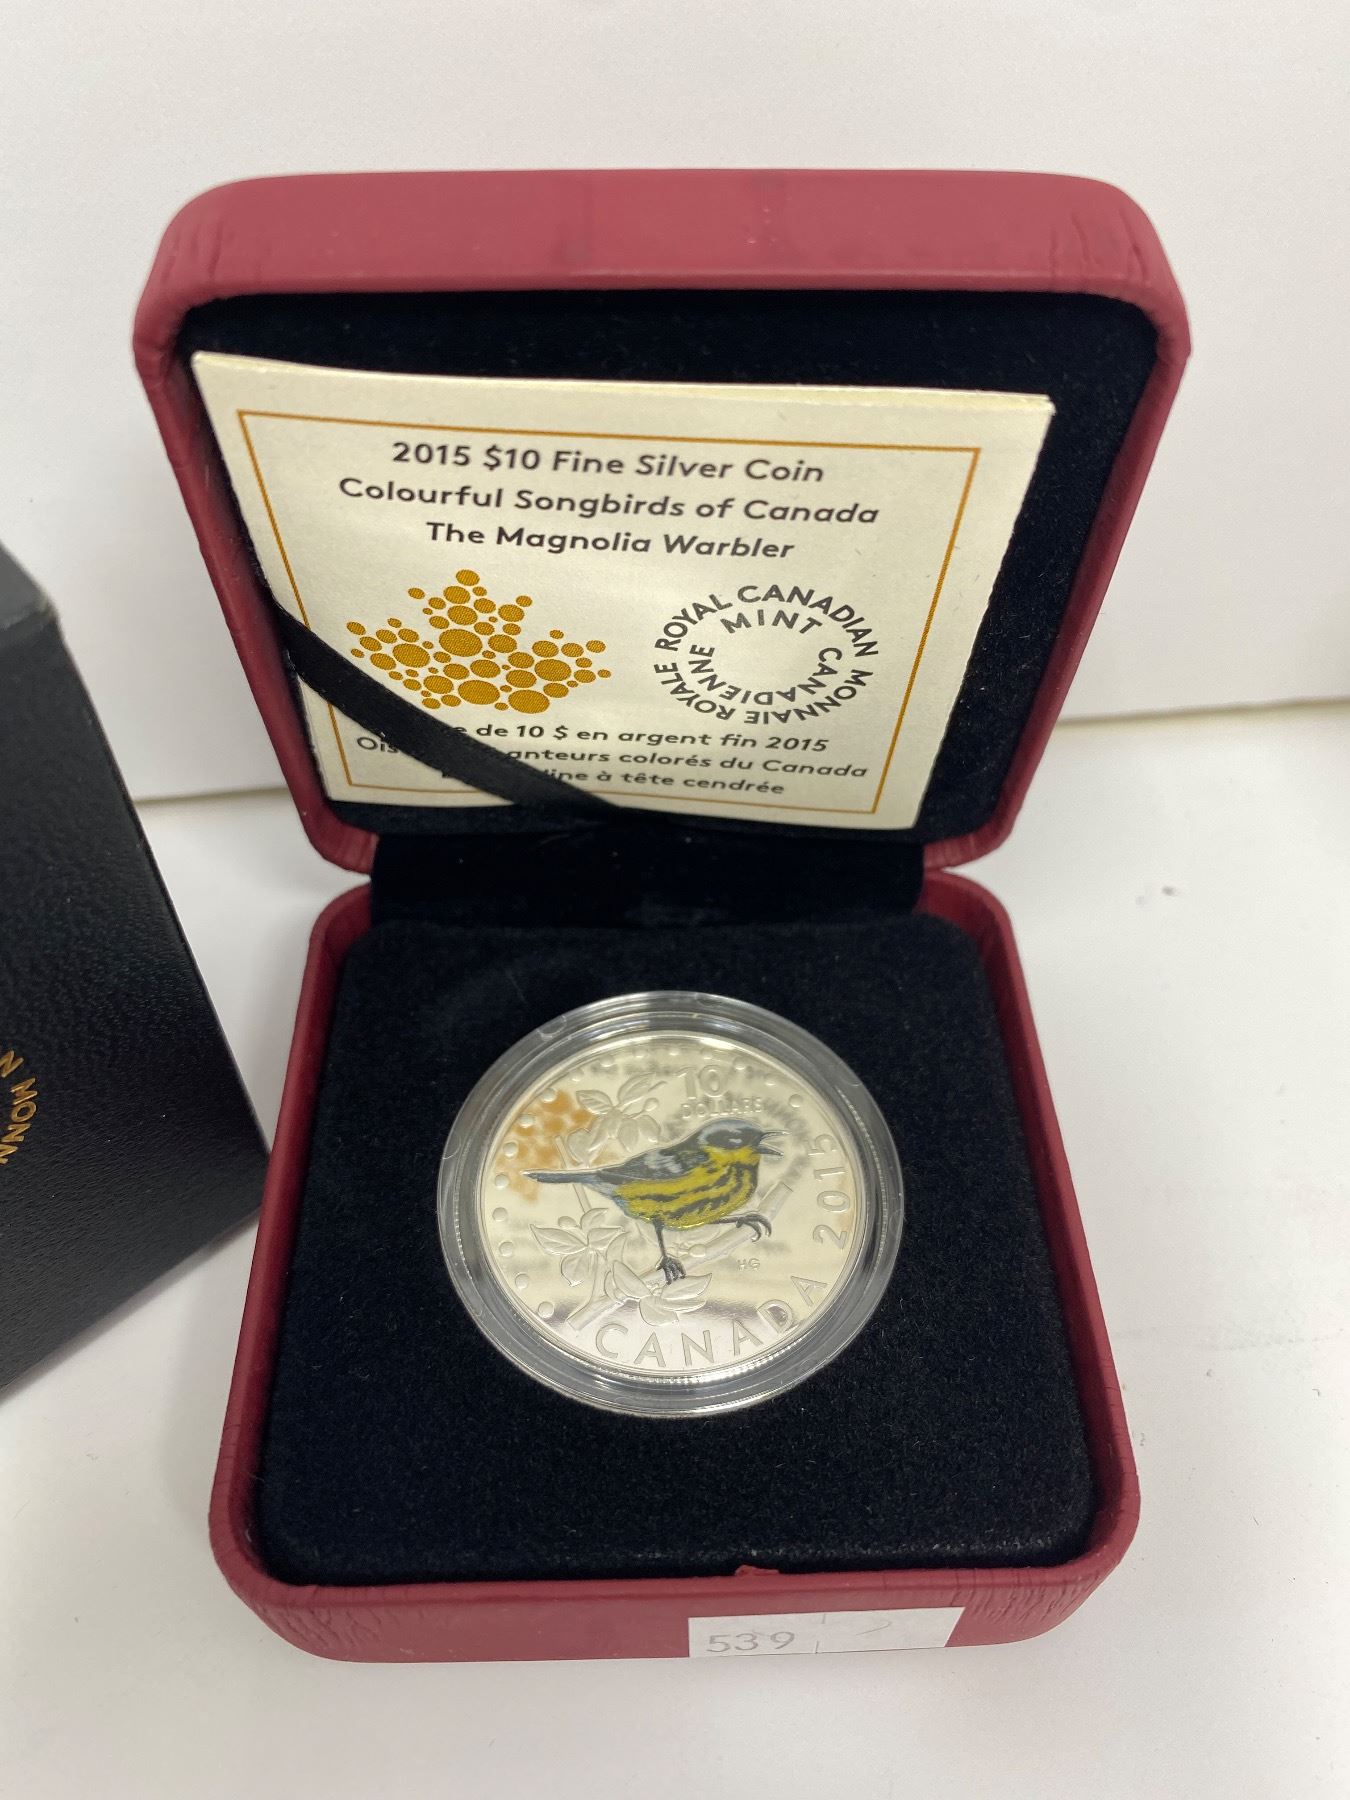 2015 $10 Fine Silver Coin
Colourful Songbirds of Canada
The Magnolia Warbler
ROYAL CANADIAN MINT
MONNAIE ROYALE CANADIENNE
de 10 $ en argent fin 2015
colorés du Canada
à tête cendrée
10
DOLLARS
2015
CANADA
HG
539